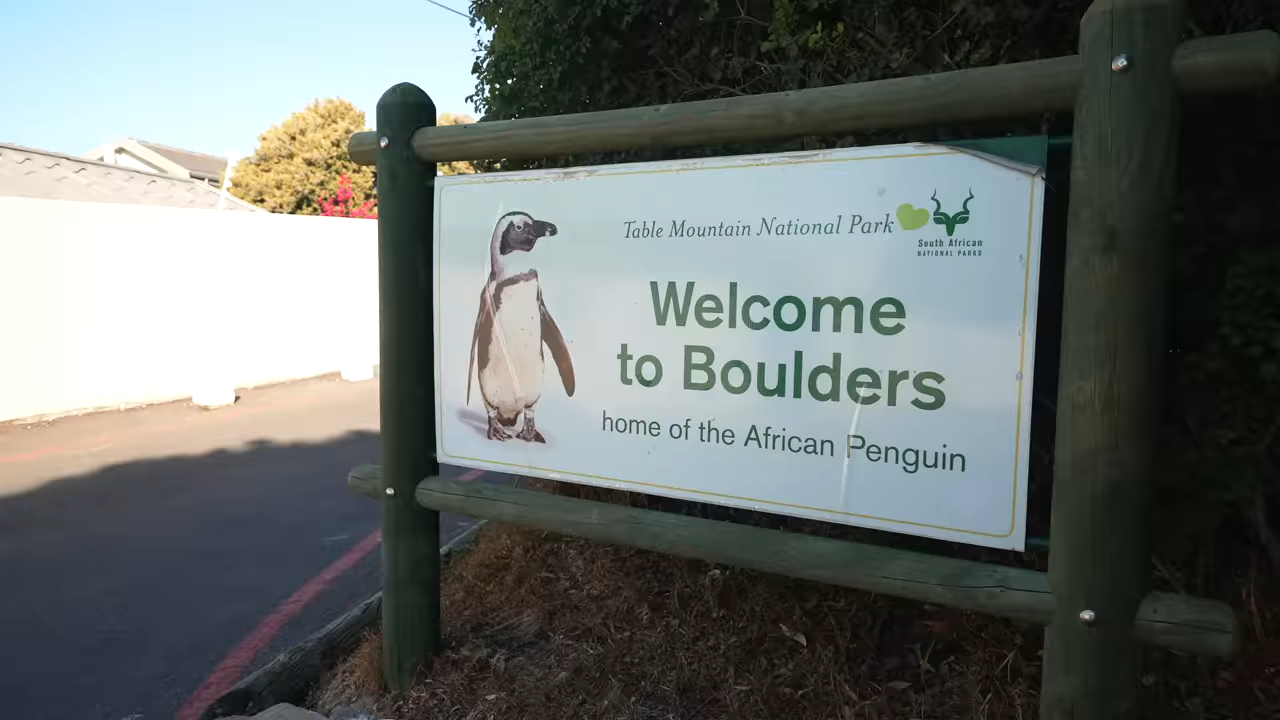 Table Mountain National Park
South African
NATIONAL PARKS
Welcome
to Boulders
home of the African Penguin